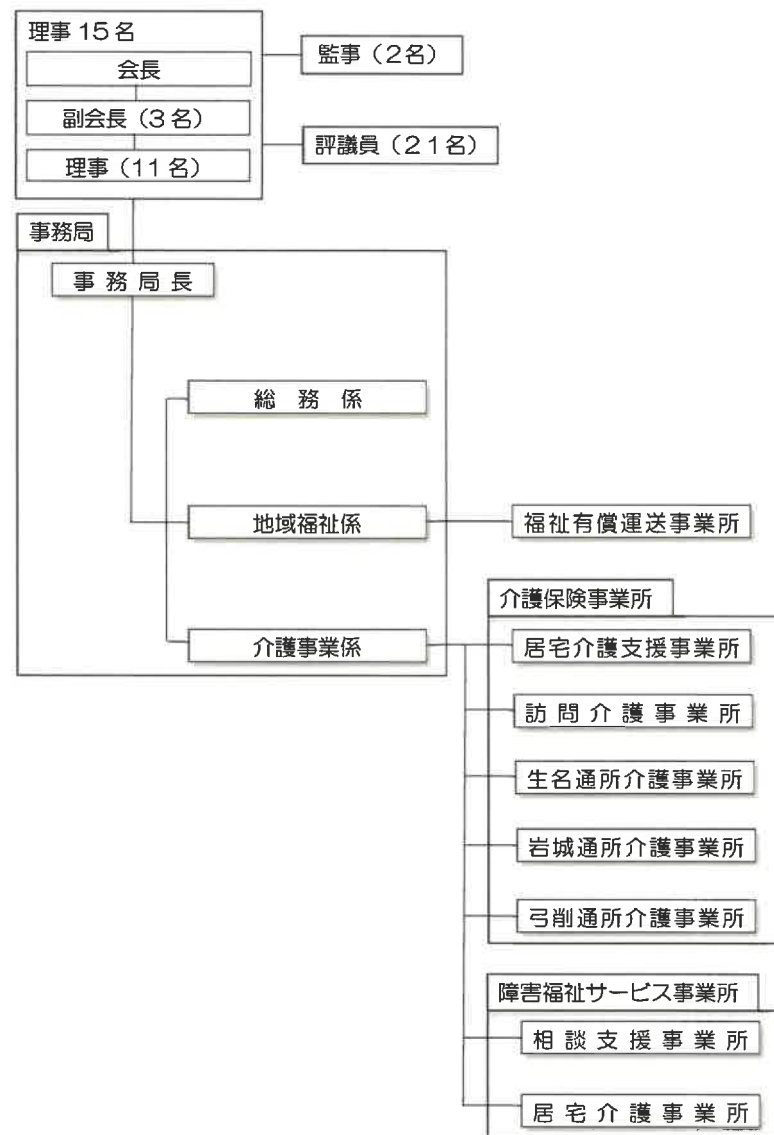 理事15名
会長
副会長(3名)
理事(11名)
監事(2名)
評議員(21名)
事務局
事務局長
総務係
地域福祉係
福祉有償運送事業所
介護事業係
介護保険事業所
居宅介護支援事業所
訪問介護事業所
生名通所介護事業所
岩城通所介護事業所
弓削通所介護事業所
障害福祉サービス事業所
相談支援事業所
居宅介護事業所